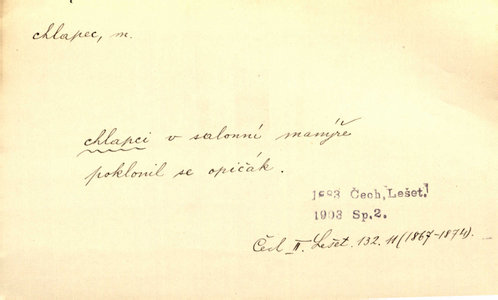 chlapec, m.
chlapci v salonní manýře
poklonil se opičák.
1883 Čech, Lešet.
1903 Sp. 2.
Čech II. Lešet. 132. 11 (1867-1874).